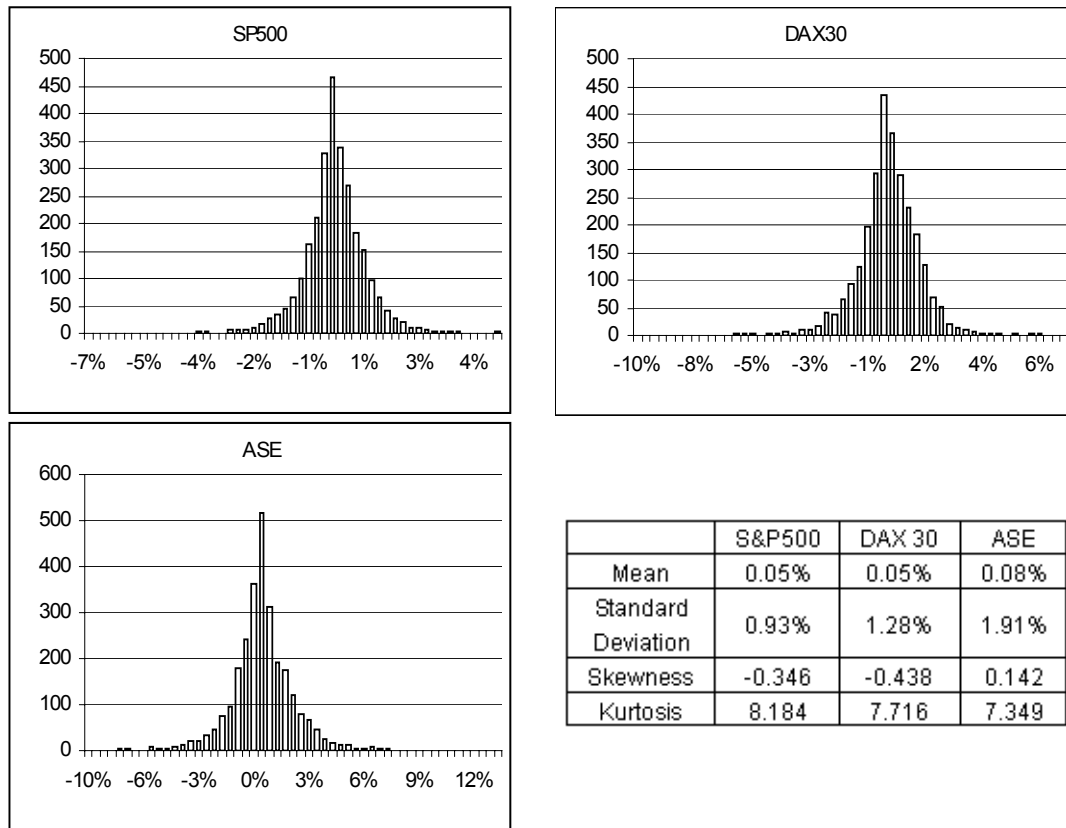 SP500
500
450
400
350
300
250
200
150
100
50
0
-7% -5% -4% -2% -1% 1% 3% 4%
DAX30
500
450
400
350
300
250
200
150
100
50
0
-10% -8% -5% -3% -1% 2% 4% 6%
ASE
600
500
400
300
200
100
0
-10% -6% -3% 0% 3% 6% 9% 12%
S&P500 DAX 30 ASE
Mean 0.05% 0.05% 0.08%
Standard Deviation 0.93% 1.28% 1.91%
Skewness -0.346 -0.438 0.142
Kurtosis 8.184 7.716 7.349